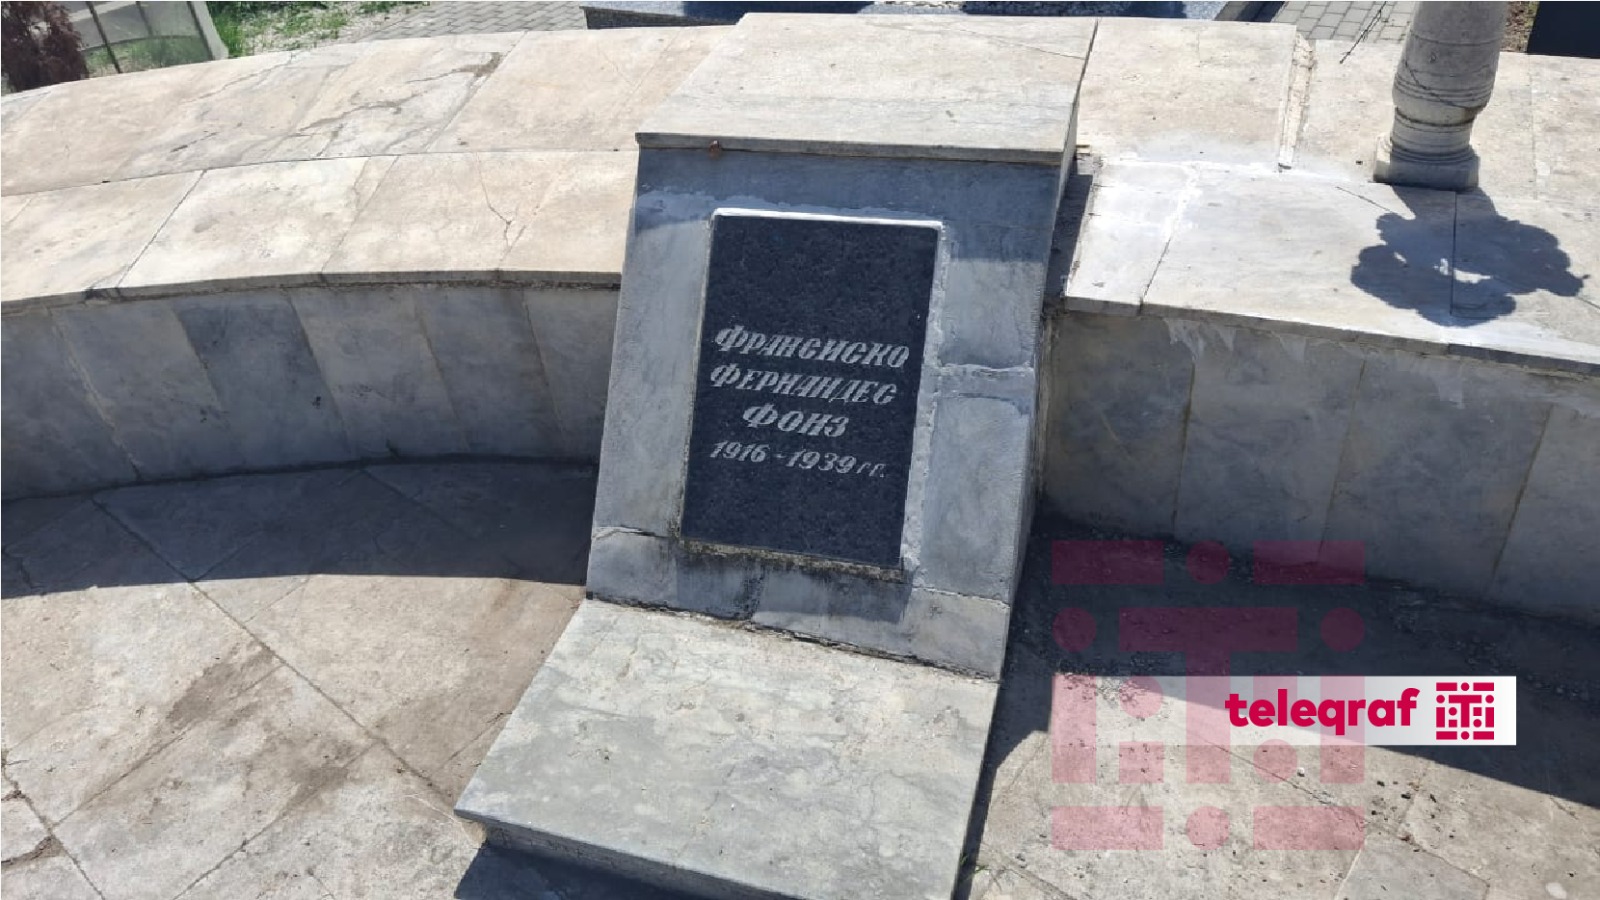 Франсиско
Фернандес
Фонз
1916-1939 гг.
teleqraf